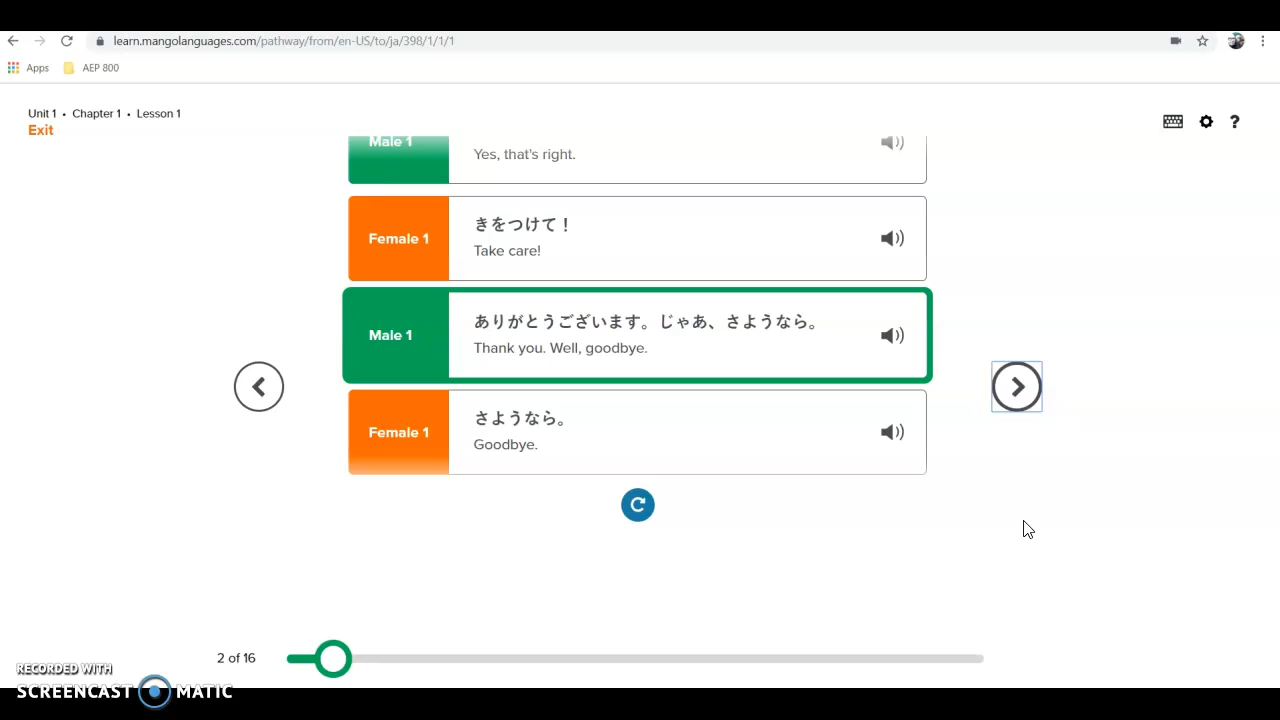 learn.mangolanguages.com/pathway/from/en-US/to/ja/398/1/1/1
Apps AEP 800
Unit 1 • Chapter 1 • Lesson 1
Exit
?
Male 1
Yes, that's right.
Female 1
きをつけて！
Take care!
Male 1
ありがとうございます。じゃあ、さようなら。
Thank you. Well, goodbye.
Female 1
さようなら。
Goodbye.
2 of 16
RECORDED WITH
SCREENCAST MATIC